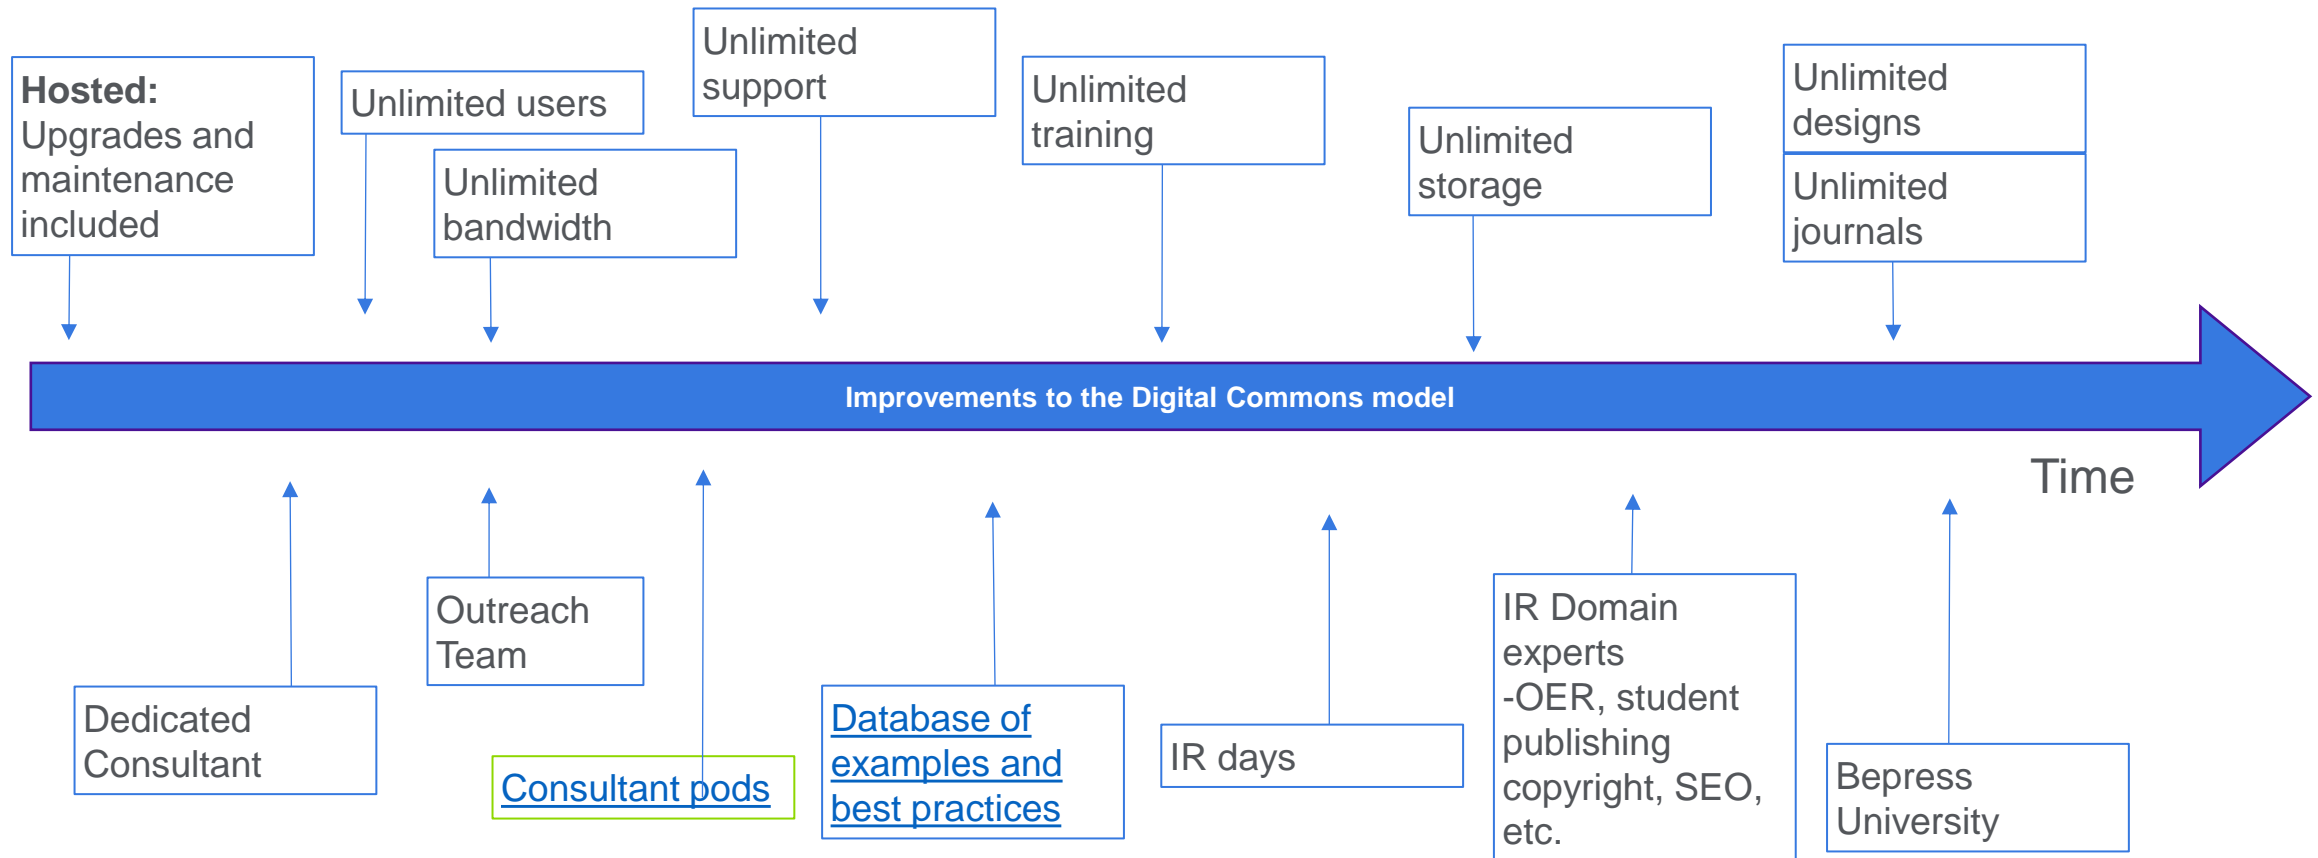 Hosted:
Upgrades and
maintenance
included
Unlimited users
Unlimited
bandwidth
Unlimited
support
Unlimited
training
Unlimited
storage
Unlimited
designs
Unlimited
journals
Improvements to the Digital Commons model
Time
Dedicated
Consultant
Outreach
Team
Consultant pods
Database of
examples and
best practices
IR days
IR Domain
experts
-OER, student
publishing
copyright, SEO,
etc.
Bepress
University